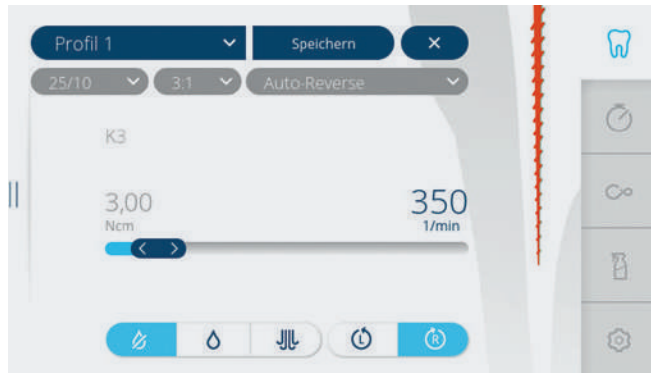 Profil 1 Speichern
25/10 3:1 Auto-Reverse
K3
3,00 350
Ncm 1/min
L R